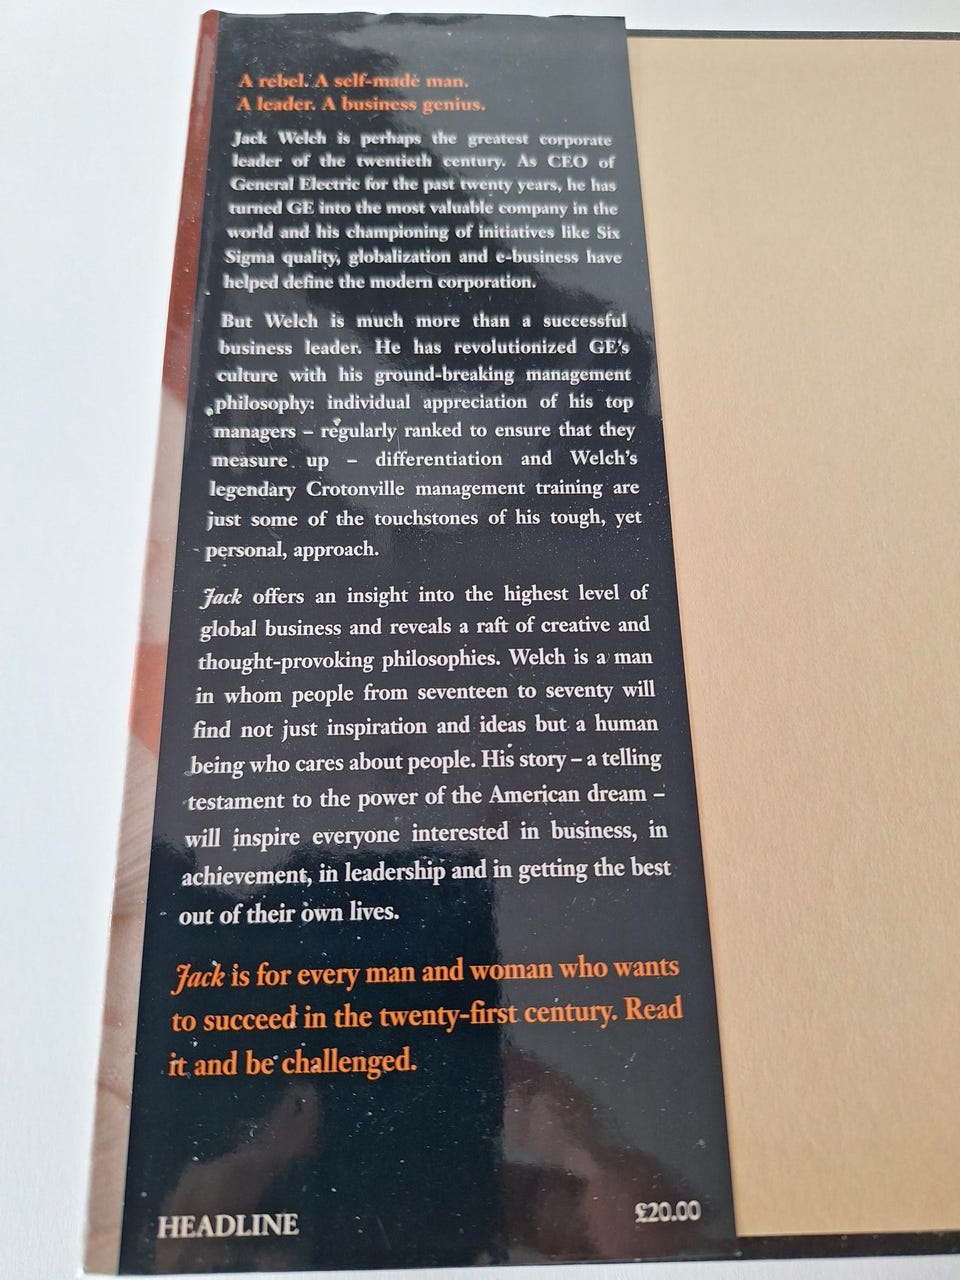 A rebel. A self-made man.
A leader. A business genius.
Jack Welch is perhaps the greatest corporate
leader of the twentieth century. As CEO of
General Electric for the past twenty years, he has
turned GE into the most valuable company in the
world and his championing of initiatives like Six
Sigma quality, globalization and e-business have
helped define the modern corporation.
But Welch is much more than a successful
business leader. He has revolutionized GE's
culture with his ground-breaking management
philosophy: individual appreciation of his top
managers – regularly ranked to ensure that they
measure up – differentiation and Welch's
legendary Crotonville management training are
just some of the touchstones of his tough, yet
personal, approach.
Jack offers an insight into the highest level of
global business and reveals a raft of creative and
thought-provoking philosophies. Welch is a man
in whom people from seventeen to seventy will
find not just inspiration and ideas but a human
being who cares about people. His story – a telling
testament to the power of the American dream –
will inspire everyone interested in business, in
achievement, in leadership and in getting the best
out of their own lives.
Jack is for every man and woman who wants
to succeed in the twenty-first century. Read
it and be challenged.
HEADLINE £20.00